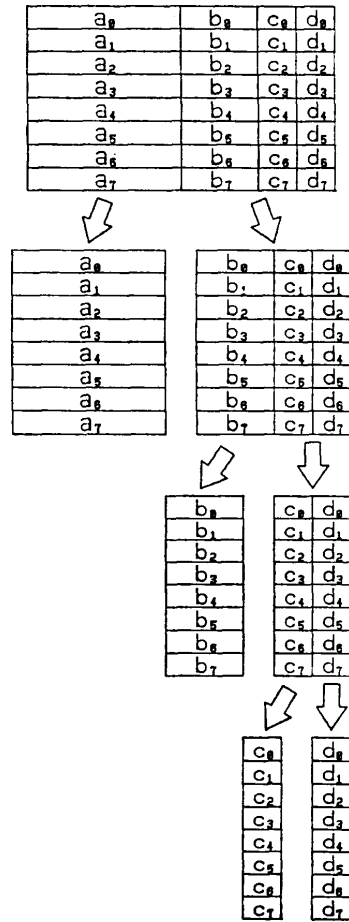 a₀ b₀ c₀ d₀
a₁ b₁ c₁ d₁
a₂ b₂ c₂ d₂
a₃ b₃ c₃ d₃
a₄ b₄ c₄ d₄
a₅ b₅ c₅ d₅
a₆ b₆ c₆ d₆
a₇ b₇ c₇ d₇
a₀ b₀ c₀ d₀
a₁ b₁ c₁ d₁
a₂ b₂ c₂ d₂
a₃ b₃ c₃ d₃
a₄ b₄ c₄ d₄
a₅ b₅ c₅ d₅
a₆ b₆ c₆ d₆
a₇ b₇ c₇ d₇
b₀ c₀ d₀
b₁ c₁ d₁
b₂ c₂ d₂
b₃ c₃ d₃
b₄ c₄ d₄
b₅ c₅ d₅
b₆ c₆ d₆
b₇ c₇ d₇
c₀ d₀
c₁ d₁
c₂ d₂
c₃ d₃
c₄ d₄
c₅ d₅
c₆ d₆
c₇ d₇